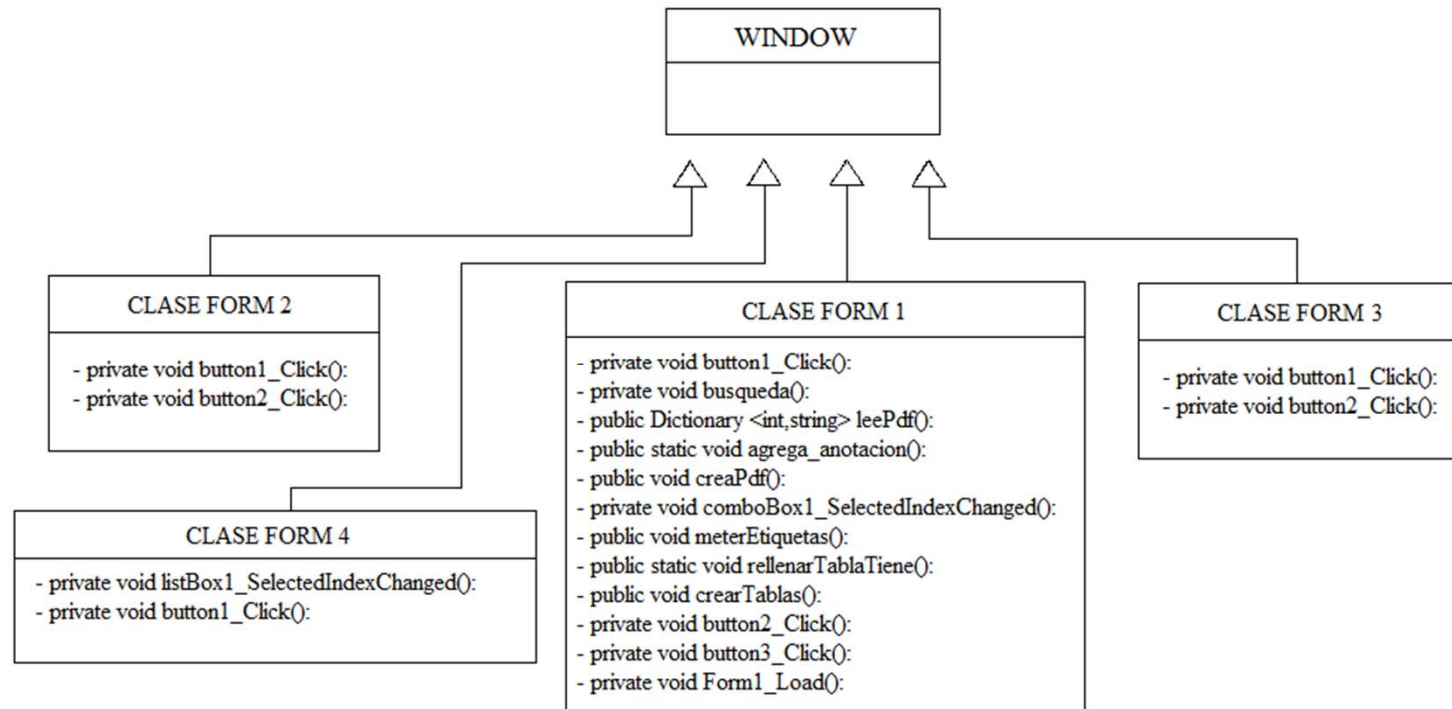 WINDOW
CLASE FORM 2
- private void button1_Click():
- private void button2_Click():
CLASE FORM 1
- private void button1_Click():
- private void busqueda():
- public Dictionary <int,string> leePdf():
- public static void agrega_anotacion():
- public void creaPdf():
- private void comboBox1_SelectedIndexChanged():
- public void meterEtiquetas():
- public static void rellenarTablaTiene():
- public void crearTablas():
- private void button2_Click():
- private void button3_Click():
- private void Form1_Load():
CLASE FORM 3
- private void button1_Click():
- private void button2_Click():
CLASE FORM 4
- private void listBox1_SelectedIndexChanged():
- private void button1_Click():